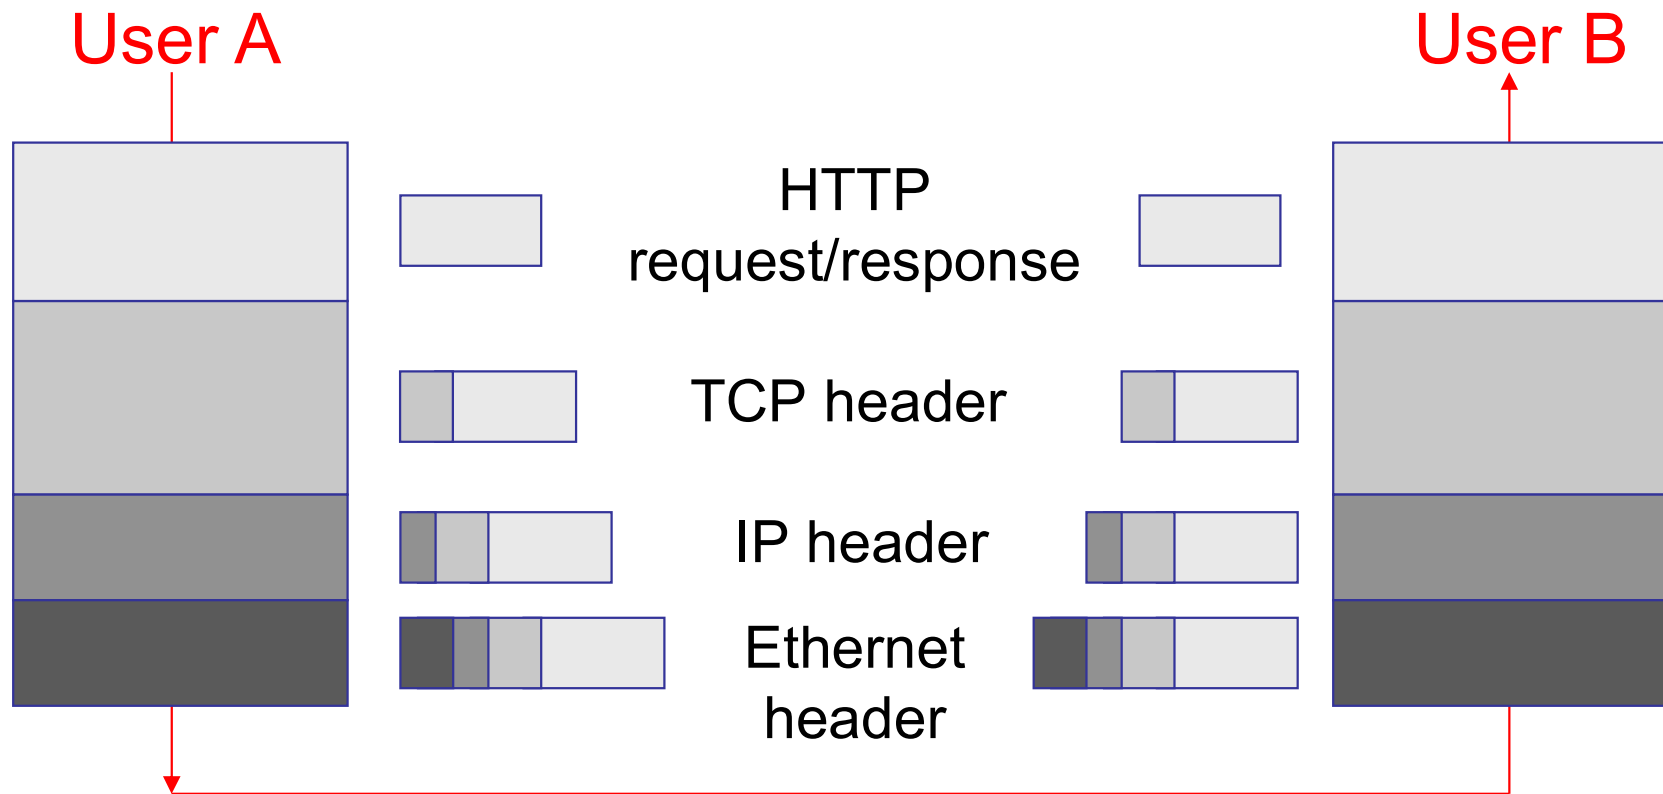 User A
User B
HTTP
request/response
TCP header
IP header
Ethernet
header